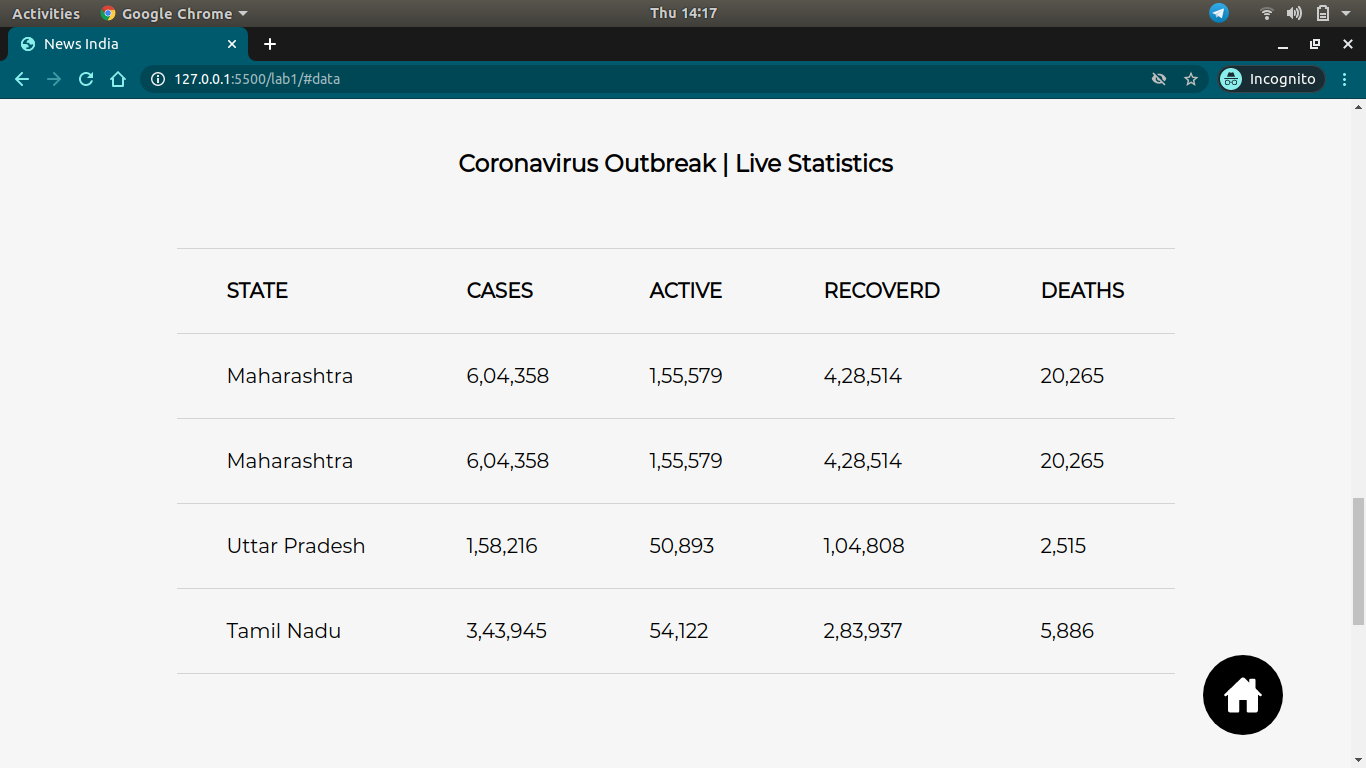 Activities Google Chrome Thu 14:17
News India
127.0.0.1:5500/lab1/#data Incognito
Coronavirus Outbreak | Live Statistics
STATE CASES ACTIVE RECOVERD DEATHS
Maharashtra 6,04,358 1,55,579 4,28,514 20,265
Maharashtra 6,04,358 1,55,579 4,28,514 20,265
Uttar Pradesh 1,58,216 50,893 1,04,808 2,515
Tamil Nadu 3,43,945 54,122 2,83,937 5,886